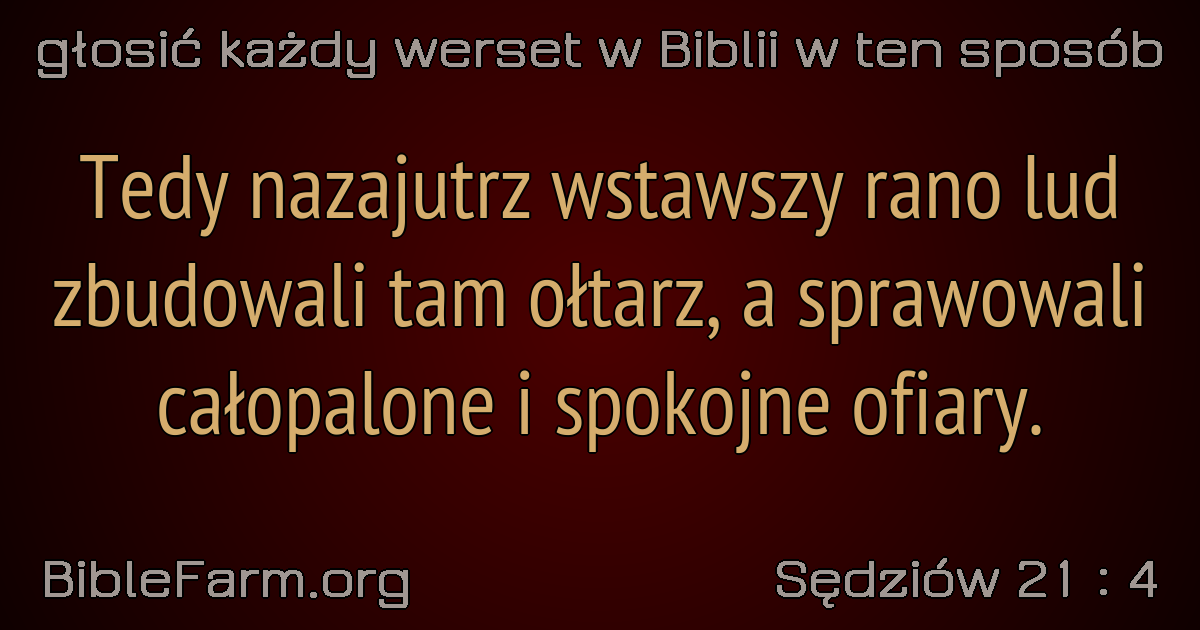 głosić każdy werset w Biblii w ten sposób
Tedy nazajutrz wstawszy rano lud
zbudowali tam ołtarz, a sprawowali
całopalone i spokojne ofiary.
BibleFarm.org
Sędziów 21 : 4